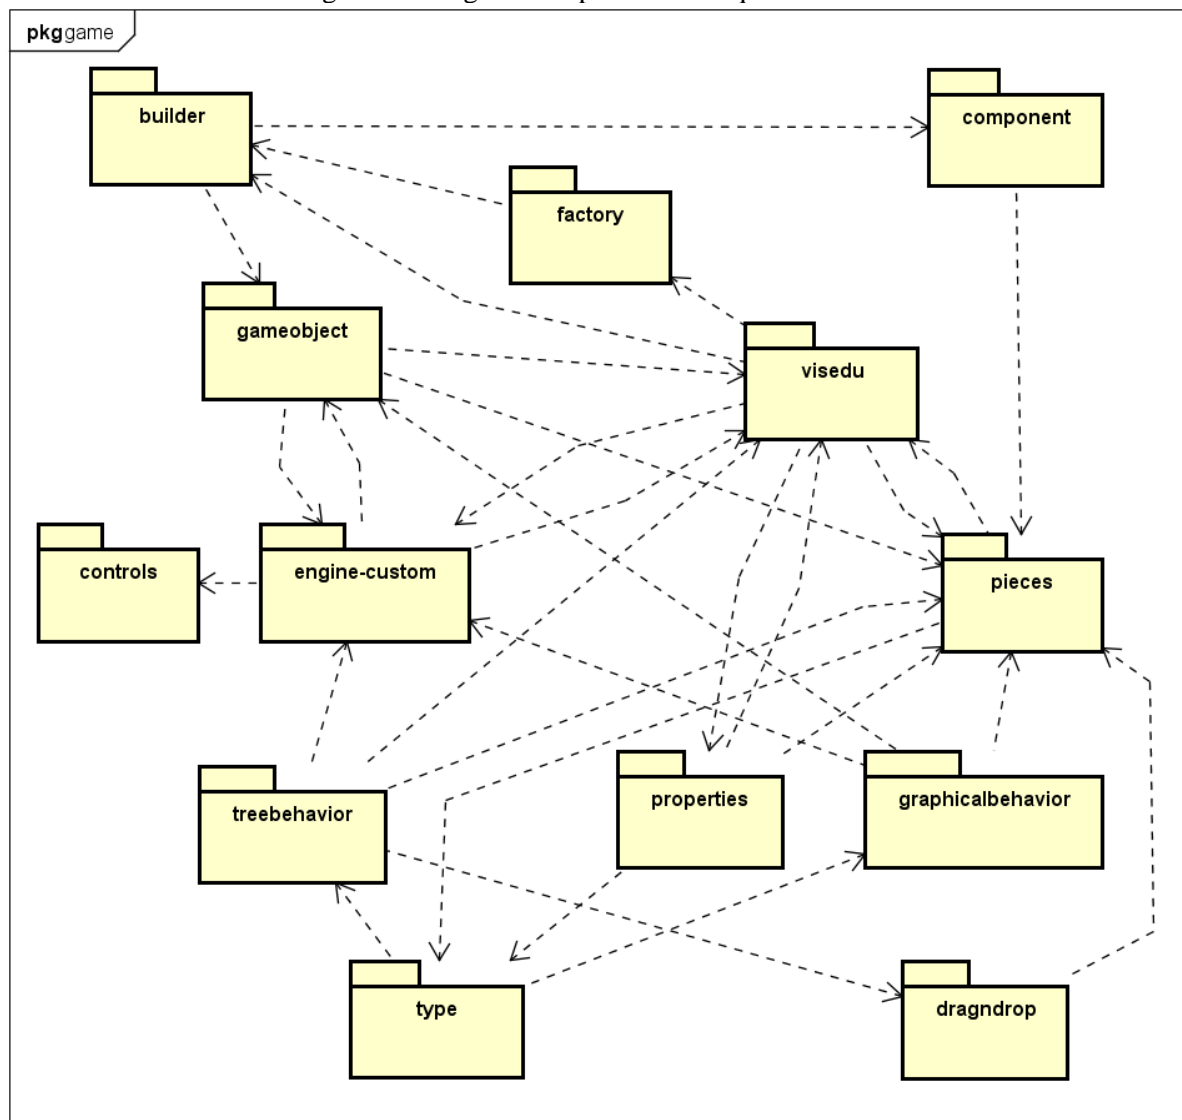 pkg game
builder
component
factory
gameobject
visedu
controls
engine-custom
pieces
treebehavior
properties
graphicalbehavior
type
dragndrop